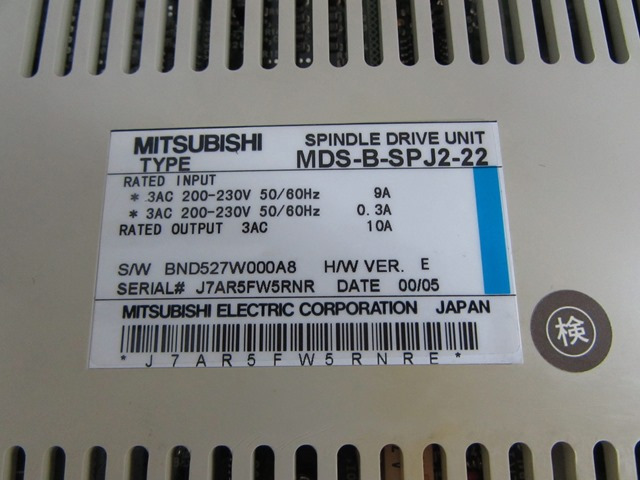 MITSUBISHI SPINDLE DRIVE UNIT
TYPE MDS-B-SPJ2-22
RATED INPUT
* 3AC 200-230V 50/60Hz 9A
* 3AC 200-230V 50/60Hz 0.3A
RATED OUTPUT 3AC 10A
S/W BND527W000A8 H/W VER. E
SERIAL# J7AR5FW5RNR DATE 00/05
MITSUBISHI ELECTRIC CORPORATION JAPAN
* J 7 A R 5 F W 5 R N R E *
検